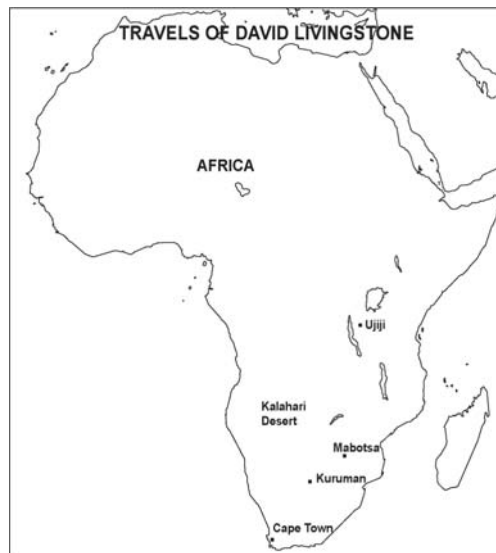 TRAVELS OF DAVID LIVINGSTONE
AFRICA
Ujiji
Kalahari
Desert
Mabotsa
Kuruman
Cape Town